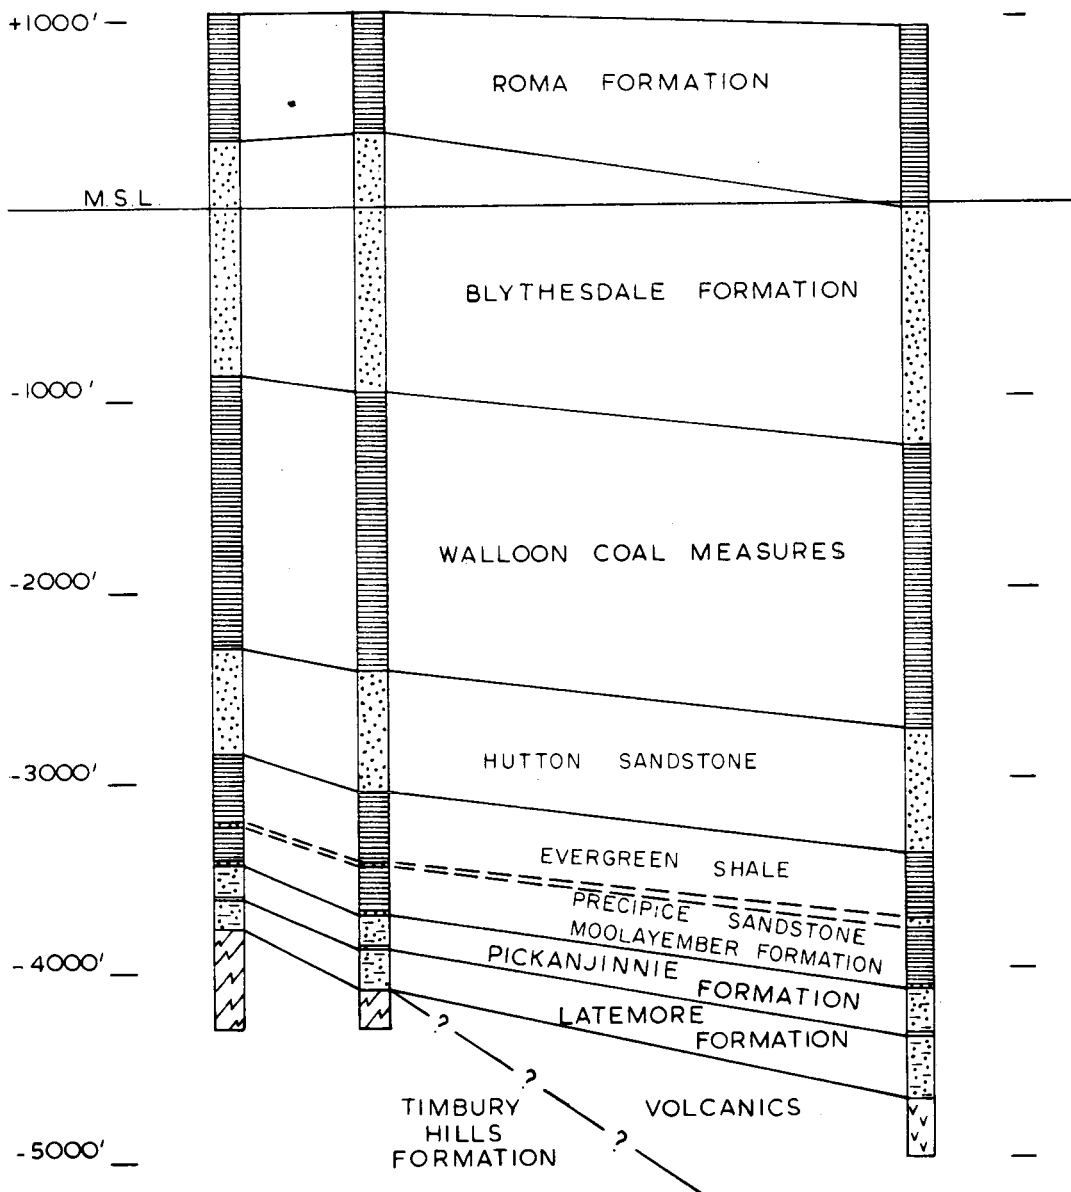 +1000'
ROMA FORMATION
M.S.L.
BLYTHESDALE FORMATION
-1000'
WALLOON COAL MEASURES
-2000'
HUTTON SANDSTONE
-3000'
EVERGREEN SHALE
PRECIPICE SANDSTONE
MOOLAYEMBER FORMATION
PICKANJINNIE
FORMATION
-4000'
LATEMORE
FORMATION
?
?
?
TIMBURY
HILLS
FORMATION
VOLCANICS
-5000'